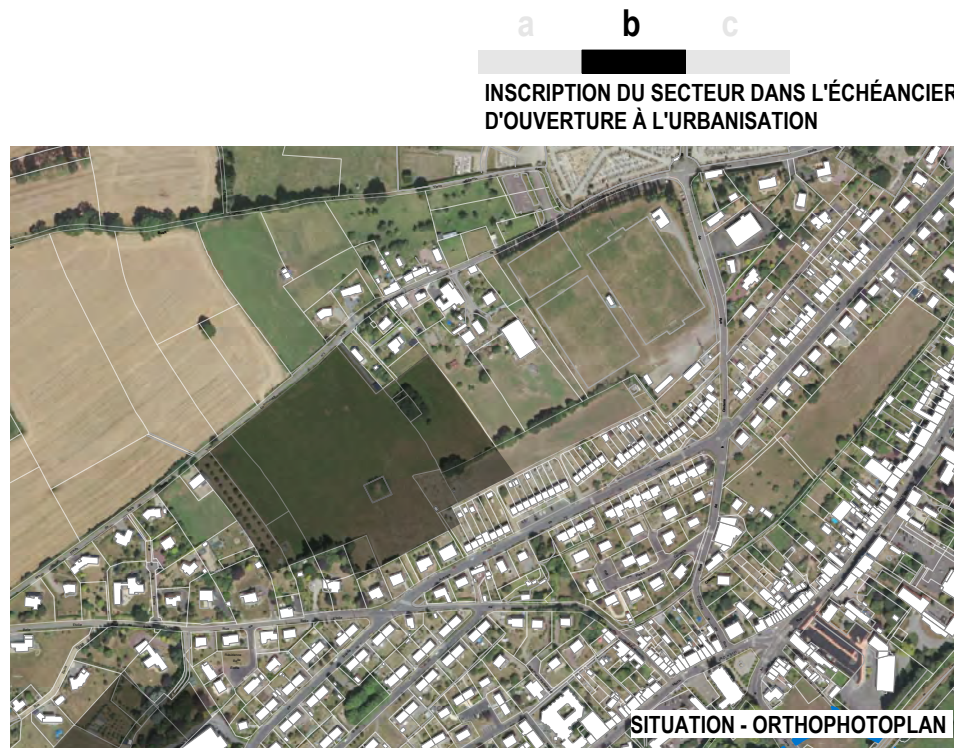 a b c
INSCRIPTION DU SECTEUR DANS L'ÉCHÉANCIER
D'OUVERTURE À L'URBANISATION
SITUATION - ORTHOPHOTOPLAN